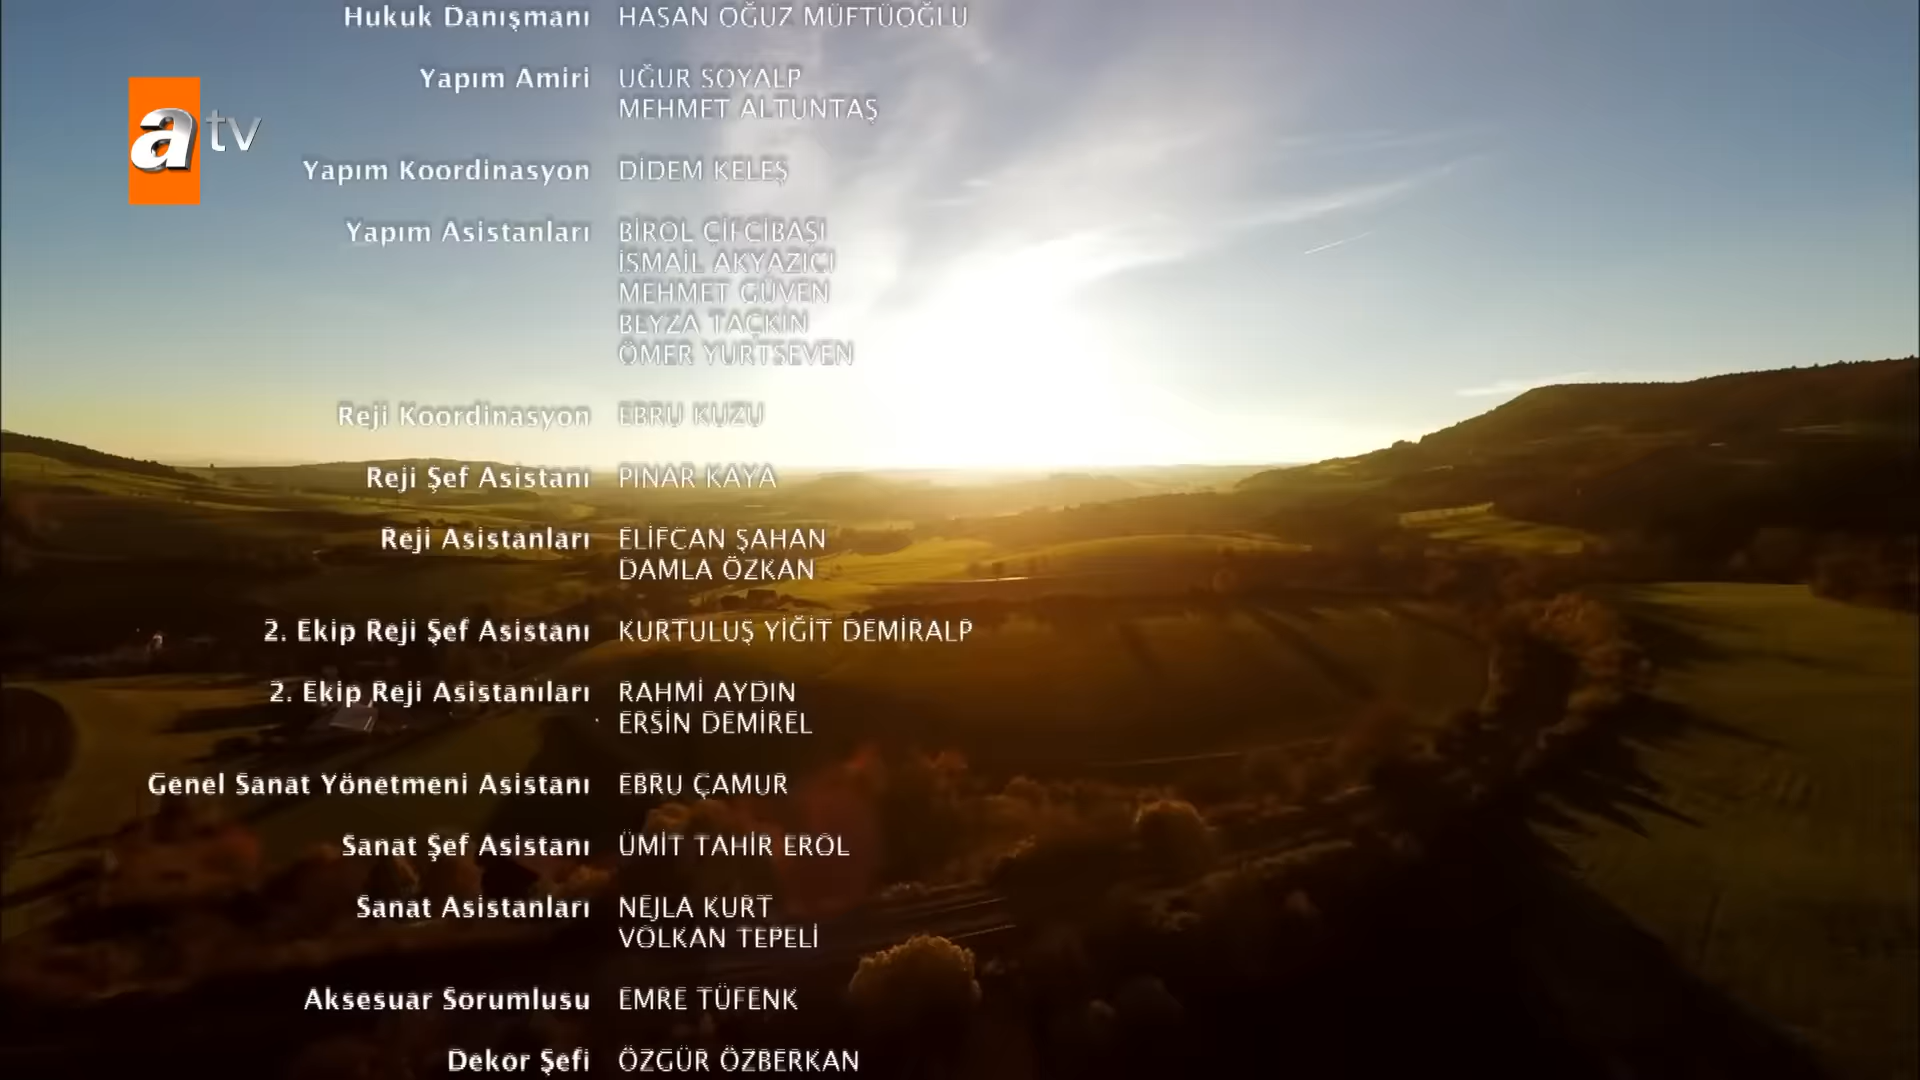 Hukuk Danışmanı HASAN OĞUZ MÜFTÜOĞLU
Yapım Amiri UĞUR SOYALP
MEHMET ALTUNTAŞ
a tv
Yapım Koordinasyon DİDEM KELEŞ
Yapım Asistanları BİROL ÇİFÇİBAŞI
İSMAİL AKYAZICI
MEHMET GÜVEN
BEYZA TAÇKIN
ÖMER YURTSEVEN
Reji Koordinasyon EBRU KUZU
Reji Şef Asistanı PINAR KAYA
Reji Asistanları ELİFCAN ŞAHAN
DAMLA ÖZKAN
2. Ekip Reji Şef Asistanı KURTULUŞ YİĞİT DEMİRALP
2. Ekip Reji Asistanıları RAHMİ AYDIN
ERSİN DEMİREL
Genel Sanat Yönetmeni Asistanı EBRU ÇAMUR
Sanat Şef Asistanı ÜMİT TAHİR EROL
Sanat Asistanları NEJLA KURT
VOLKAN TEPELİ
Aksesuar Sorumlusu EMRE TÜFENK
Dekor Şefi ÖZGÜR ÖZBERKAN